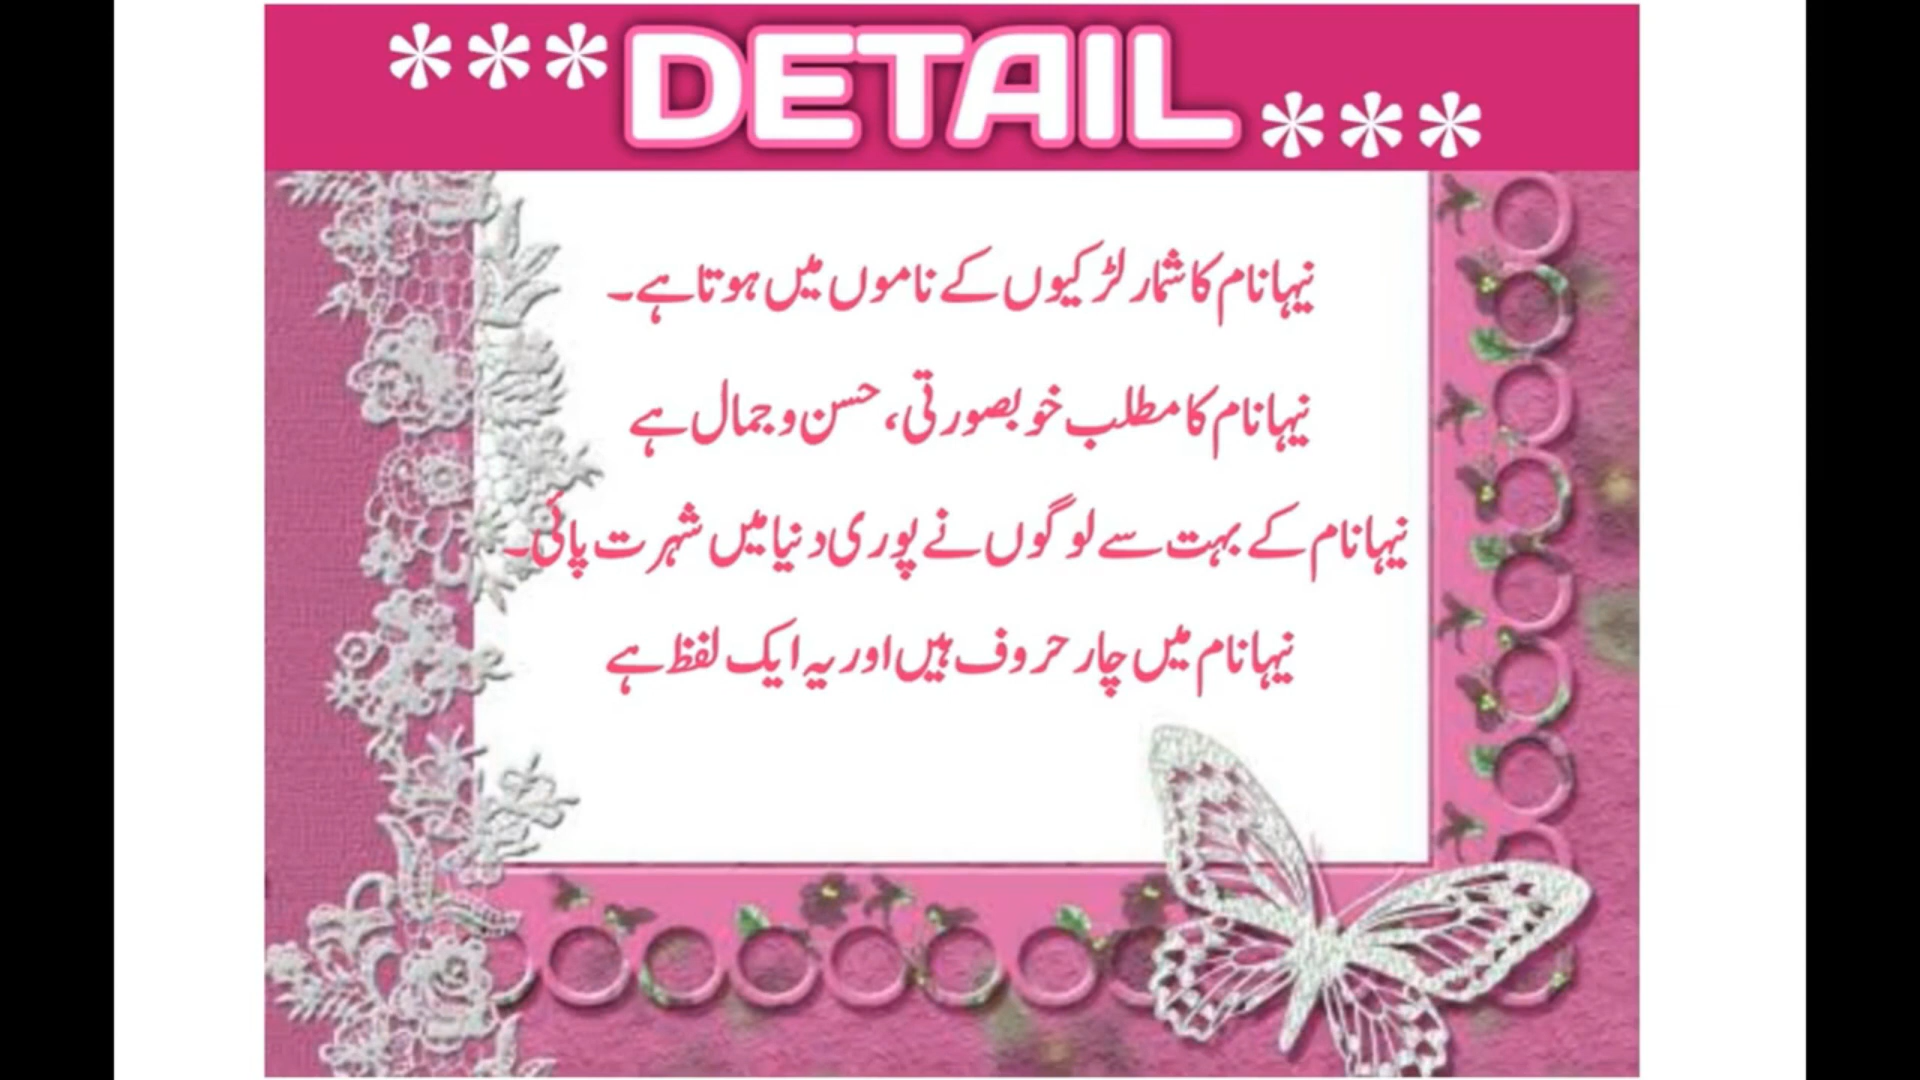 ***DETAIL***
نیہا نام کا شمار لڑکیوں کے ناموں میں ہوتا ہے۔
نیہا نام کا مطلب خوبصورتی، حسن و جمال ہے
نیہا نام کے بہت سے لوگوں نے پوری دنیا میں شہرت پائی۔
نیہا نام میں چار حروف ہیں اور یہ ایک لفظ ہے